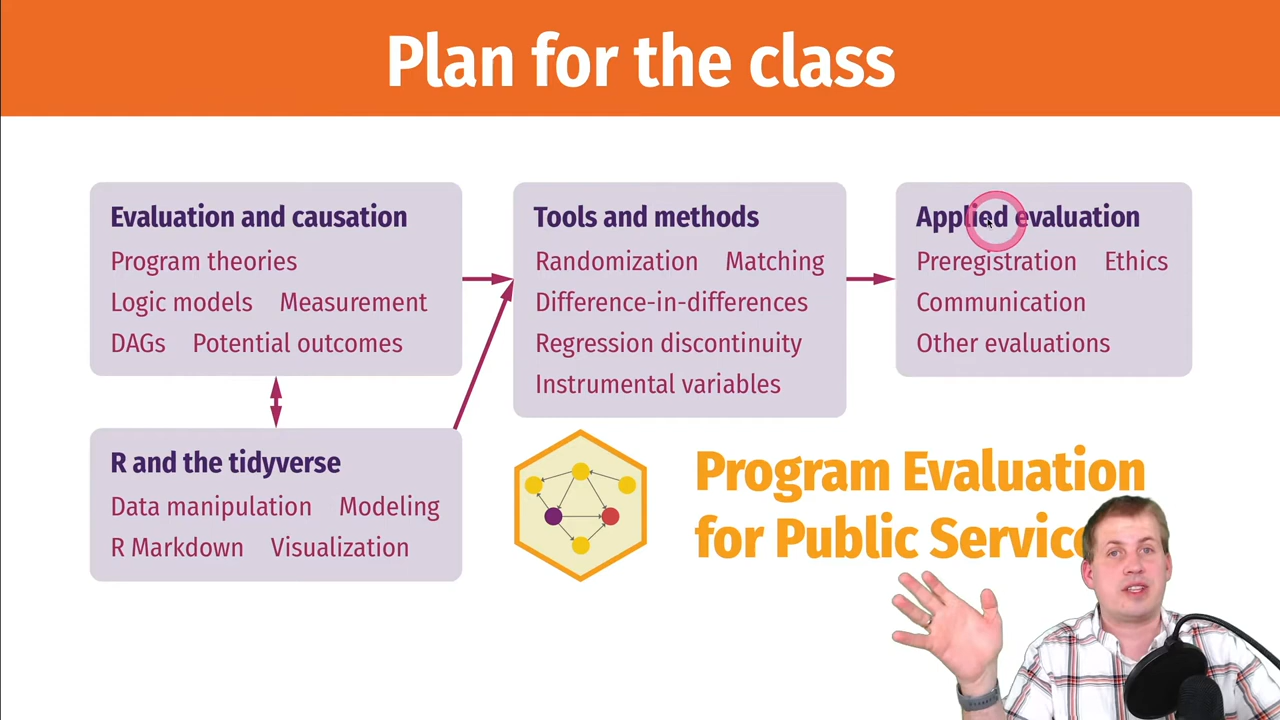 Plan for the class
Evaluation and causation
Program theories
Logic models Measurement
DAGs Potential outcomes
R and the tidyverse
Data manipulation Modeling
R Markdown Visualization
Tools and methods
Randomization Matching
Difference-in-differences
Regression discontinuity
Instrumental variables
Applied evaluation
Preregistration Ethics
Communication
Other evaluations
Program Evaluation
for Public Service